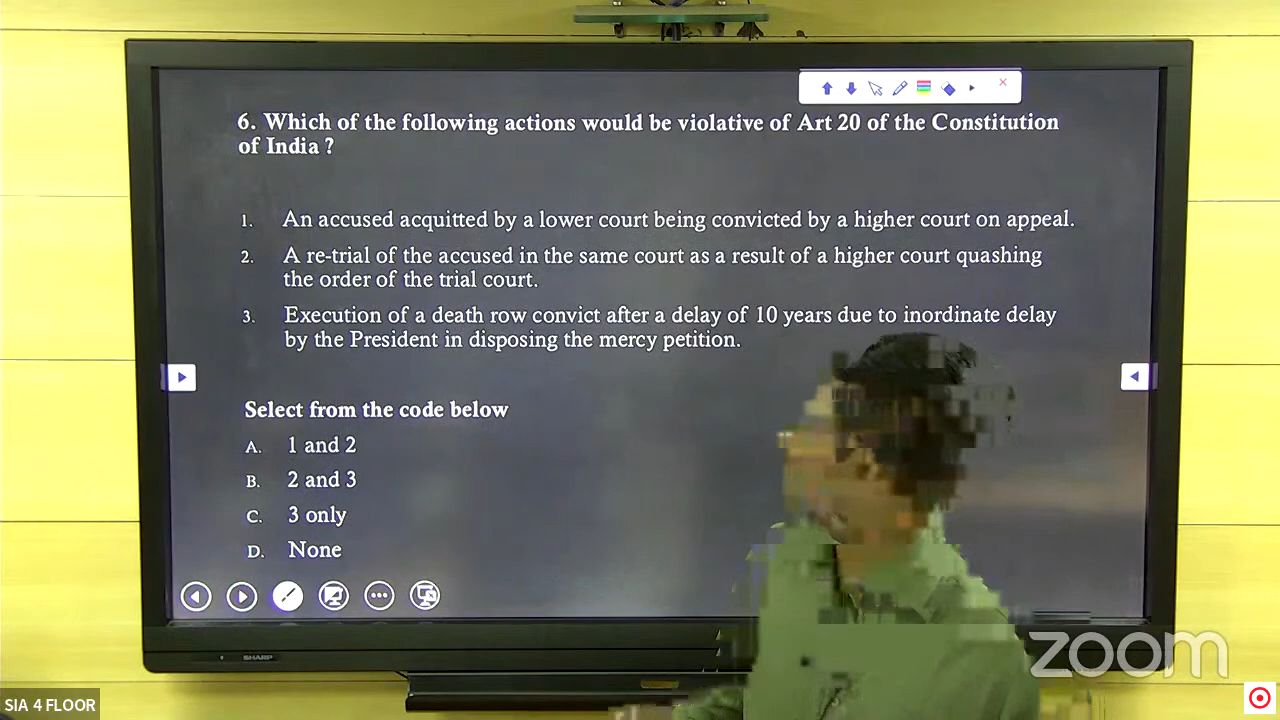 6. Which of the following actions would be violative of Art 20 of the Constitution
of India ?
1. An accused acquitted by a lower court being convicted by a higher court on appeal.
2. A re-trial of the accused in the same court as a result of a higher court quashing
the order of the trial court.
3. Execution of a death row convict after a delay of 10 years due to inordinate delay
by the President in disposing the mercy petition.
Select from the code below
A. 1 and 2
B. 2 and 3
C. 3 only
D. None
SHARP
zoom
SIA 4 FLOOR